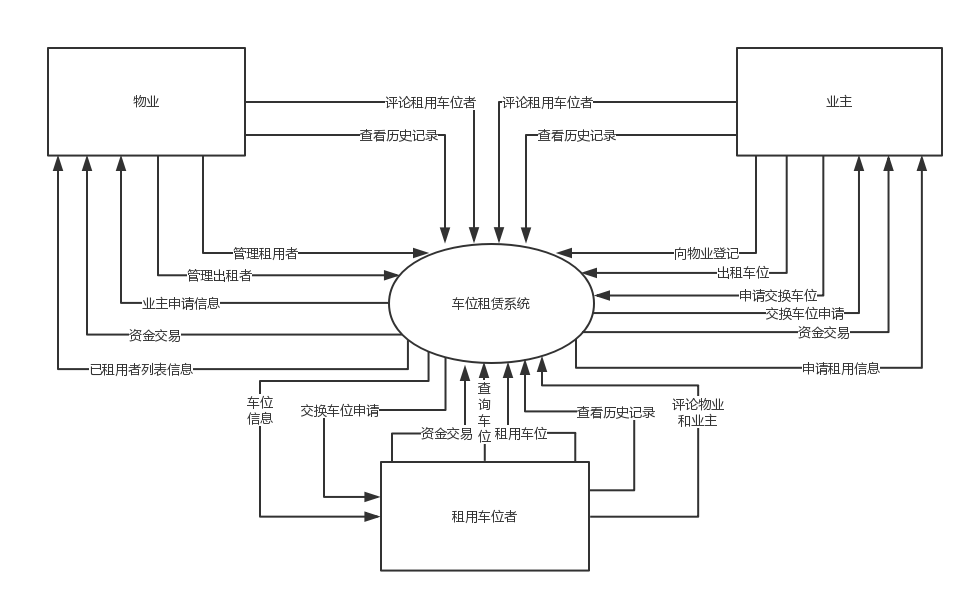 物业
业主
评论租用车位者
评论租用车位者
查看历史记录
查看历史记录
管理租用者
向物业登记
管理出租者
出租车位
申请交换车位
业主申请信息
车位租赁系统
交换车位申请
资金交易
资金交易
已租用者列表信息
申请租用信息
车位
信息
交换车位申请
查
询
车
位
资金交易
租用车位
查看历史记录
评论物业
和业主
租用车位者